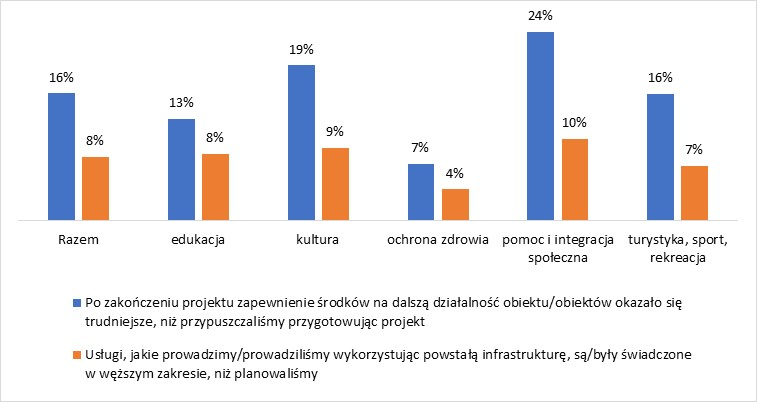 24%
19%
16%
16%
13%
10%
9%
8%
8%
7%
7%
4%
Razem
edukacja
kultura
ochrona zdrowia
pomoc i integracja
społeczna
turystyka, sport,
rekreacja
Po zakończeniu projektu zapewnienie środków na dalszą działalność obiektu/obiektów okazało się
trudniejsze, niż przypuszczaliśmy przygotowując projekt
Usługi, jakie prowadzimy/prowadziliśmy wykorzystując powstałą infrastrukturę, są/były świadczone
w węższym zakresie, niż planowaliśmy